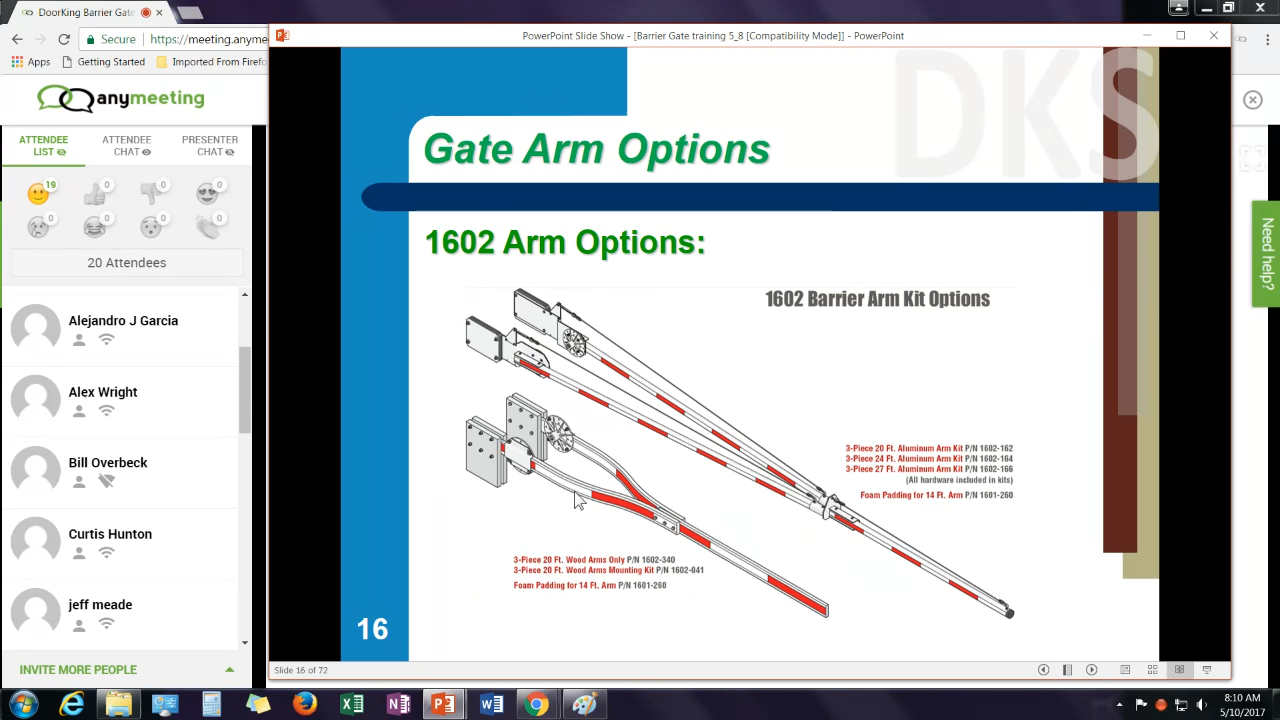 DoorKing Barrier Gate
Secure
https://meeting.anyme
Apps
Getting Started
Imported From Firefo
anymeeting
ATTENDEE LIST
ATTENDEE CHAT
PRESENTER CHAT
19
0
0
0
0
0
0
0
20 Attendees
Alejandro J Garcia
Alex Wright
Bill Overbeck
Curtis Hunton
jeff meade
INVITE MORE PEOPLE
PowerPoint Slide Show - [Barrier Gate training 5_8 [Compatibility Mode]] - PowerPoint
DKS
Gate Arm Options
1602 Arm Options:
1602 Barrier Arm Kit Options
3-Piece 20 Ft. Aluminum Arm Kit P/N 1602-162
3-Piece 24 Ft. Aluminum Arm Kit P/N 1602-164
3-Piece 27 Ft. Aluminum Arm Kit P/N 1602-166
(All hardware included in kits)
Foam Padding for 14 Ft. Arm P/N 1601-260
3-Piece 20 Ft. Wood Arms Only P/N 1602-340
3-Piece 20 Ft. Wood Arms Mounting Kit P/N 1602-041
Foam Padding for 14 Ft. Arm P/N 1601-260
16
Slide 16 of 72
Need help?
8:10 AM
5/10/2017